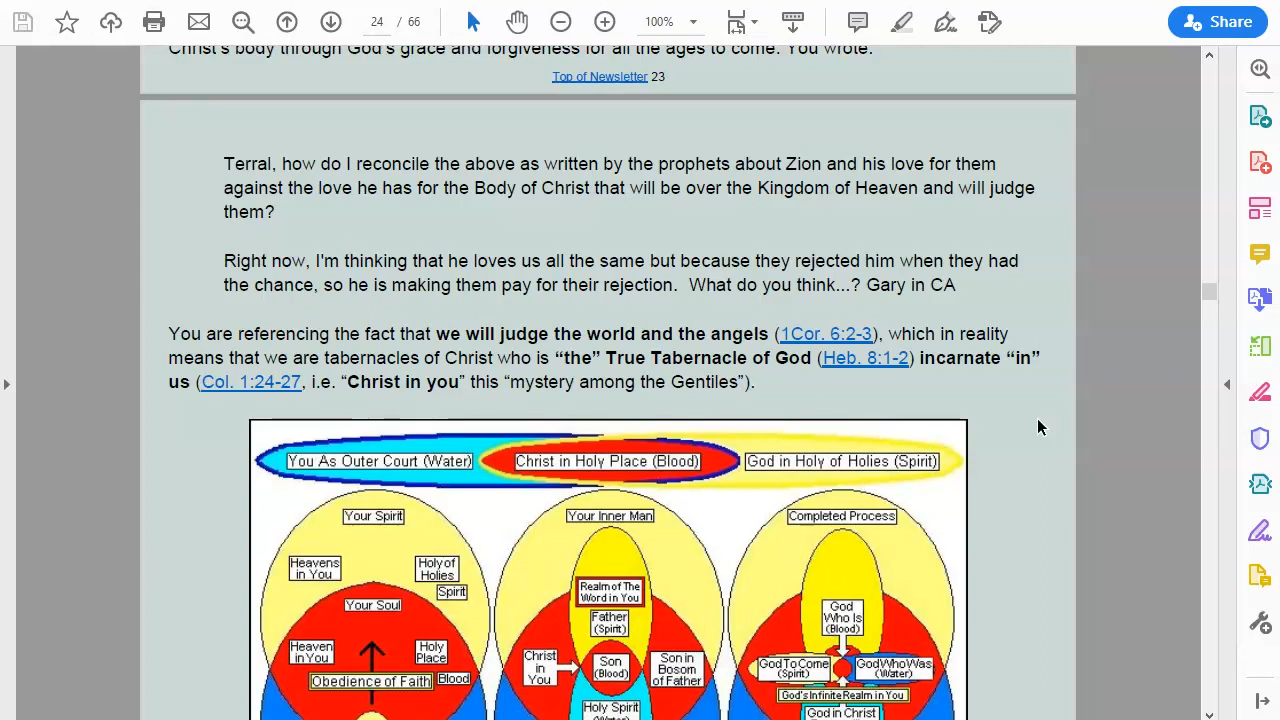 24 / 66
100%
Share
Christ's body through God's grace and forgiveness for all the ages to come. You wrote:
Top of Newsletter 23
Terral, how do I reconcile the above as written by the prophets about Zion and his love for them
against the love he has for the Body of Christ that will be over the Kingdom of Heaven and will judge
them?
Right now, I'm thinking that he loves us all the same but because they rejected him when they had
the chance, so he is making them pay for their rejection.  What do you think...? Gary in CA
You are referencing the fact that we will judge the world and the angels (1Cor. 6:2-3), which in reality
means that we are tabernacles of Christ who is “the” True Tabernacle of God (Heb. 8:1-2) incarnate “in”
us (Col. 1:24-27, i.e. “Christ in you” this “mystery among the Gentiles”).
You As Outer Court (Water)
Christ in Holy Place (Blood)
God in Holy of Holies (Spirit)
Your Spirit
Heavens
in You
Holy of
Holies
Spirit
Your Soul
Heaven
in You
Holy
Place
Obedience of Faith
Blood
Your Inner Man
Realm of The
Word in You
Father
(Spirit)
Christ
in
You
Son
(Blood)
Son in
Bosom
of Father
Holy Spirit
(Water)
Completed Process
God
Who Is
(Blood)
God To Come
(Spirit)
God Who Was
(Water)
God's Infinite Realm in You
God in Christ